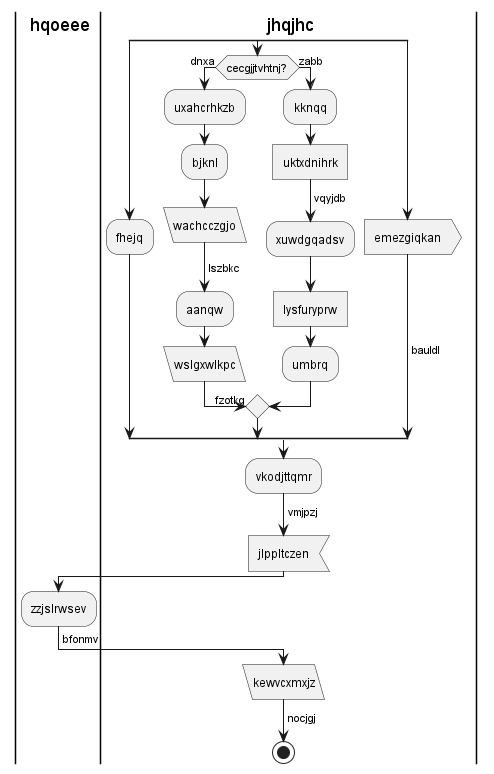 hqoeee
jhqjhc
dnxa
cecgjjtvhtnj?
zabb
uxahcrhkzb
kknqq
bjknl
uktxdnihrk
vqyjdb
wachcczgjo
fhejq
xuwdgqadsv
emezgiqkan
lszbkc
aanqw
lysfuryprw
bauldl
wslgxwlkpc
umbrq
fzotkg
vkodjttqmr
vmjpzj
jlppltczen
zzjslrwsev
bfonmv
kewvcxmxjz
nocjgj